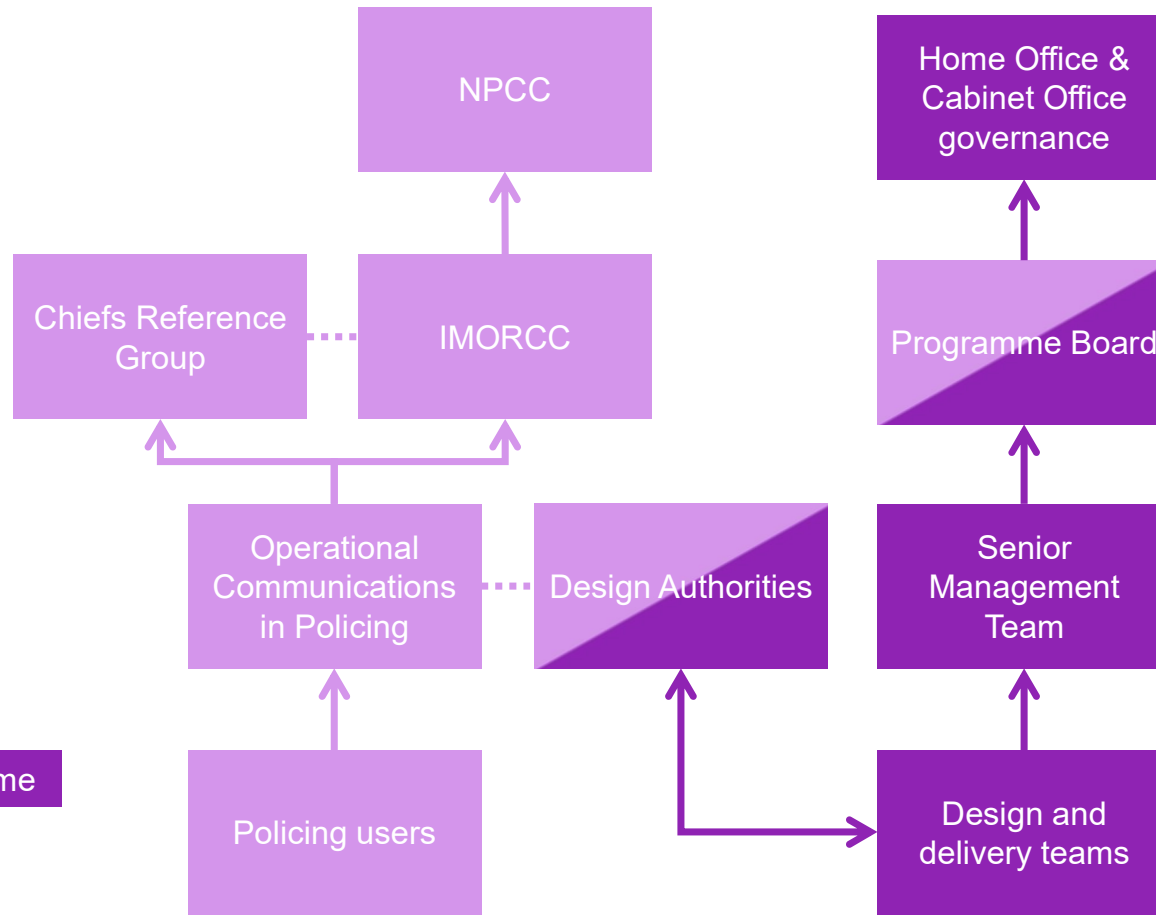 NPCC
Home Office &
Cabinet Office
governance
Chiefs Reference
Group
IMORCC
Programme Board
Operational
Communications
in Policing
Design Authorities
Senior
Management
Team
Policing users
Design and
delivery teams